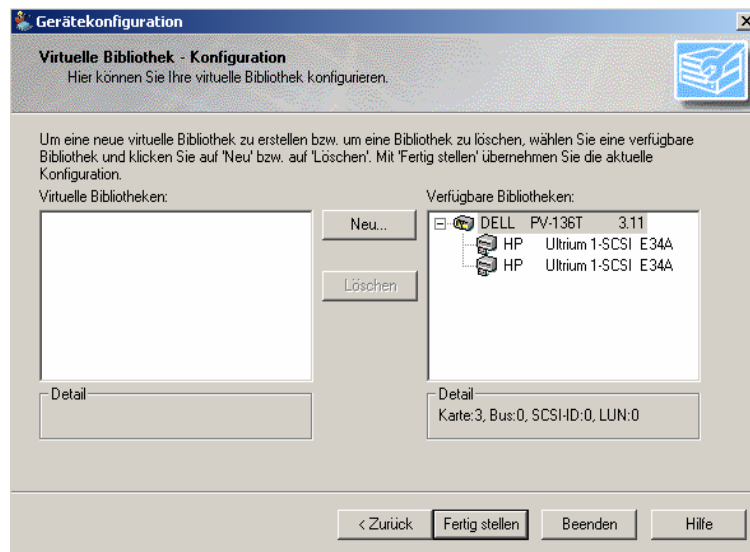 Gerätekonfiguration
Virtuelle Bibliothek - Konfiguration
Hier können Sie Ihre virtuelle Bibliothek konfigurieren.
Um eine neue virtuelle Bibliothek zu erstellen bzw. um eine Bibliothek zu löschen, wählen Sie eine verfügbare
Bibliothek und klicken Sie auf 'Neu' bzw. auf 'Löschen'. Mit 'Fertig stellen' übernehmen Sie die aktuelle
Konfiguration.
Virtuelle Bibliotheken:
Verfügbare Bibliotheken:
Neu...
Löschen
DELL PV-136T 3.11
HP Ultrium 1-SCSI E34A
HP Ultrium 1-SCSI E34A
Detail
Detail
Karte:3, Bus:0, SCSI-ID:0, LUN:0
< Zurück
Fertig stellen
Beenden
Hilfe